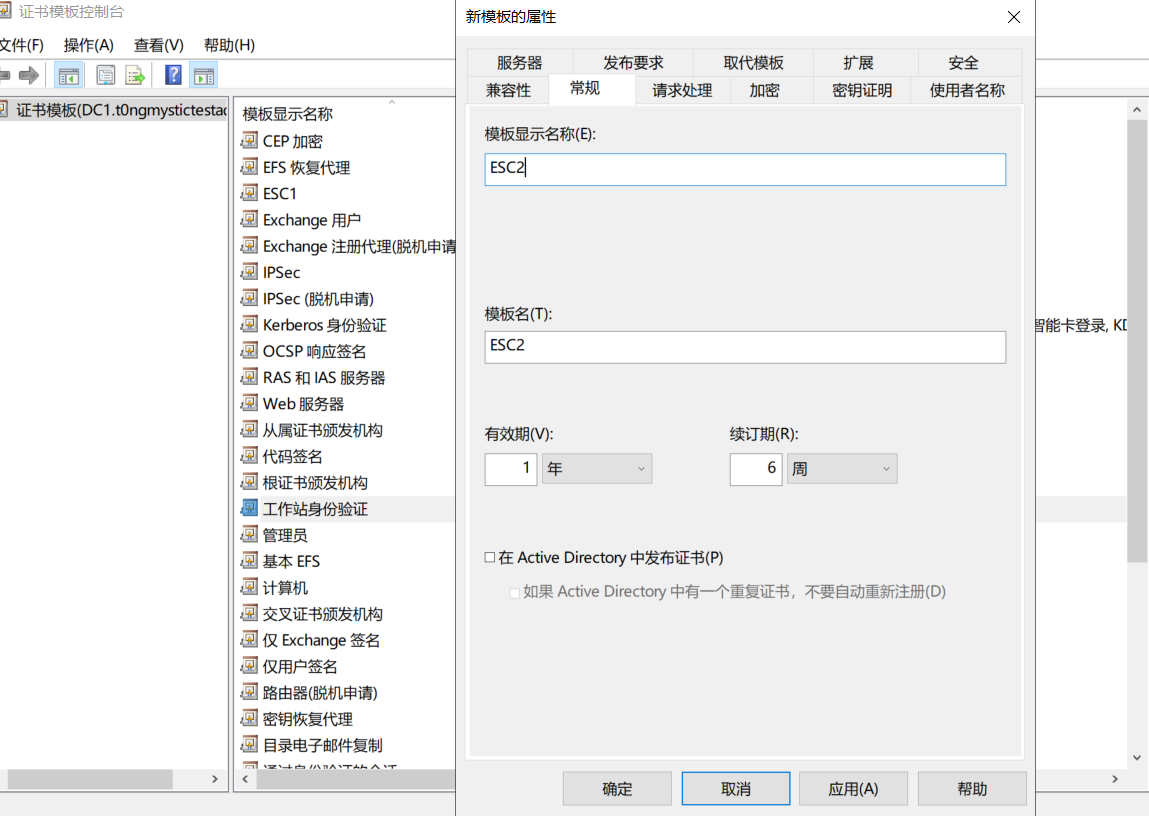 证书模板控制台
新模板的属性
文件(F) 操作(A) 查看(V) 帮助(H)
服务器 发布要求 取代模板 扩展 安全
兼容性 常规 请求处理 加密 密钥证明 使用者名称
证书模板(DC1.t0ngmystictestac
模板显示名称
CEP 加密
EFS 恢复代理
ESC1
Exchange 用户
Exchange 注册代理(脱机申请
IPSec
IPSec (脱机申请)
Kerberos 身份验证
OCSP 响应签名
RAS 和 IAS 服务器
Web 服务器
从属证书颁发机构
代码签名
根证书颁发机构
工作站身份验证
管理员
基本 EFS
计算机
交叉证书颁发机构
仅 Exchange 签名
仅用户签名
路由器(脱机申请)
密钥恢复代理
目录电子邮件复制
模板显示名称(E):
ESC2
模板名(T):
ESC2
有效期(V): 续订期(R):
1 年 6 周
在 Active Directory 中发布证书(P)
如果 Active Directory 中有一个重复证书，不要自动重新注册(D)
确定 取消 应用(A) 帮助
智能卡登录, KD